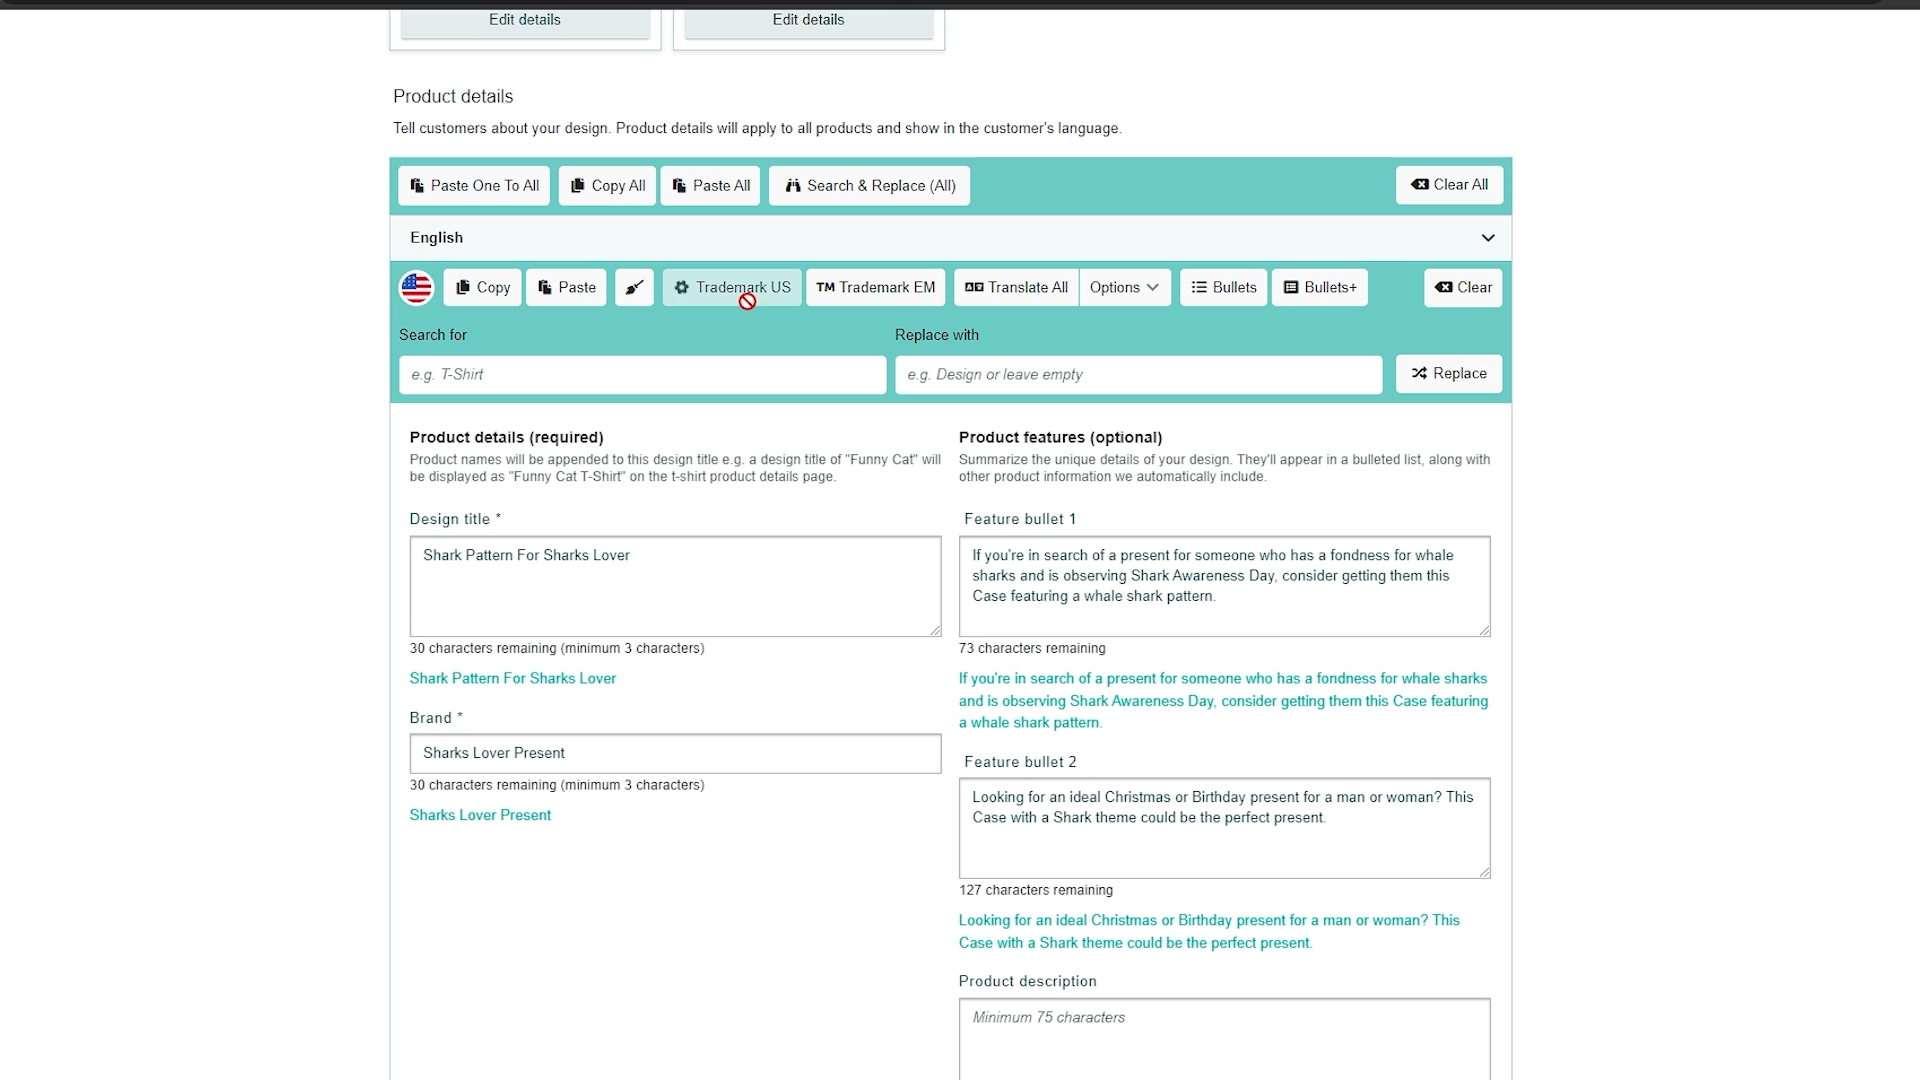 Edit details
Edit details
Product details
Tell customers about your design. Product details will apply to all products and show in the customer's language.
Paste One To All
Copy All
Paste All
Search & Replace (All)
Clear All
English
Copy
Paste
Trademark US
TM Trademark EM
Translate All
Options
Bullets
Bullets+
Clear
Search for
Replace with
e.g. T-Shirt
e.g. Design or leave empty
Replace
Product details (required)
Product names will be appended to this design title e.g. a design title of "Funny Cat" will
be displayed as "Funny Cat T-Shirt" on the t-shirt product details page.
Design title *
Shark Pattern For Sharks Lover
30 characters remaining (minimum 3 characters)
Shark Pattern For Sharks Lover
Brand *
Sharks Lover Present
30 characters remaining (minimum 3 characters)
Sharks Lover Present
Product features (optional)
Summarize the unique details of your design. They'll appear in a bulleted list, along with
other product information we automatically include.
Feature bullet 1
If you're in search of a present for someone who has a fondness for whale
sharks and is observing Shark Awareness Day, consider getting them this
Case featuring a whale shark pattern.
73 characters remaining
If you're in search of a present for someone who has a fondness for whale sharks
and is observing Shark Awareness Day, consider getting them this Case featuring
a whale shark pattern.
Feature bullet 2
Looking for an ideal Christmas or Birthday present for a man or woman? This
Case with a Shark theme could be the perfect present.
127 characters remaining
Looking for an ideal Christmas or Birthday present for a man or woman? This
Case with a Shark theme could be the perfect present.
Product description
Minimum 75 characters